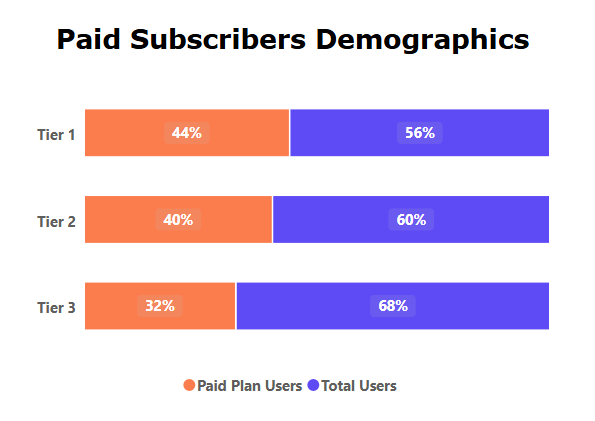 Paid Subscribers Demographics
Tier 1 44% 56%
Tier 2 40% 60%
Tier 3 32% 68%
Paid Plan Users Total Users